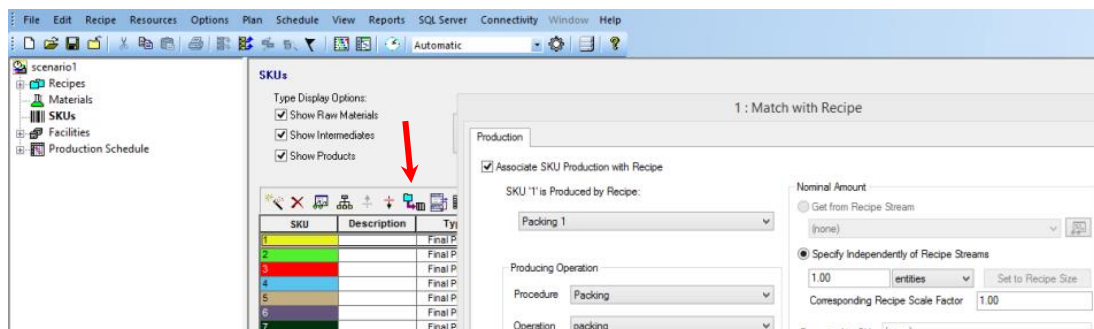 File Edit Recipe Resources Options Plan Schedule View Reports SQL Server Connectivity Window Help
Automatic
scenario1
Recipes
Materials
SKUs
Facilities
Production Schedule
SKUs
Type Display Options:
Show Raw Materials
Show Intermediates
Show Products
SKU Description Ty
1 Final P
2 Final P
3 Final P
4 Final P
5 Final P
6 Final P
7 Final P
1 : Match with Recipe
Production
Associate SKU Production with Recipe
SKU '1' is Produced by Recipe:
Packing 1
Producing Operation
Procedure Packing
Operation packing
Nominal Amount
Get from Recipe Stream
(none)
Specify Independently of Recipe Streams
1.00 entities Set to Recipe Size
Corresponding Recipe Scale Factor 1.00